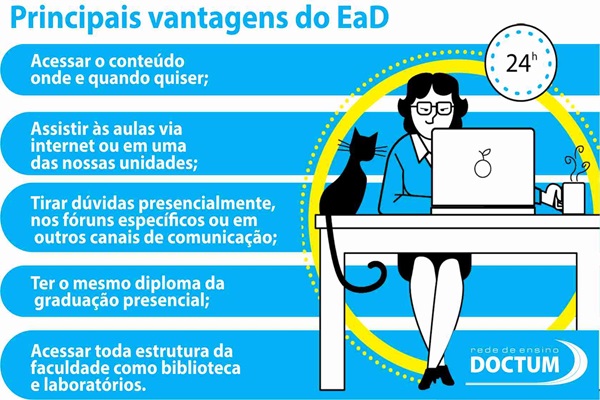 Principais vantagens do EaD
24h
Acessar o conteúdo
onde e quando quiser;
Assistir às aulas via
internet ou em uma
das nossas unidades;
Tirar dúvidas presencialmente,
nos fóruns específicos ou em
outros canais de comunicação;
Ter o mesmo diploma da
graduação presencial;
Acessar toda estrutura da
faculdade como biblioteca
e laboratórios.
rede de ensino
DOCTUM